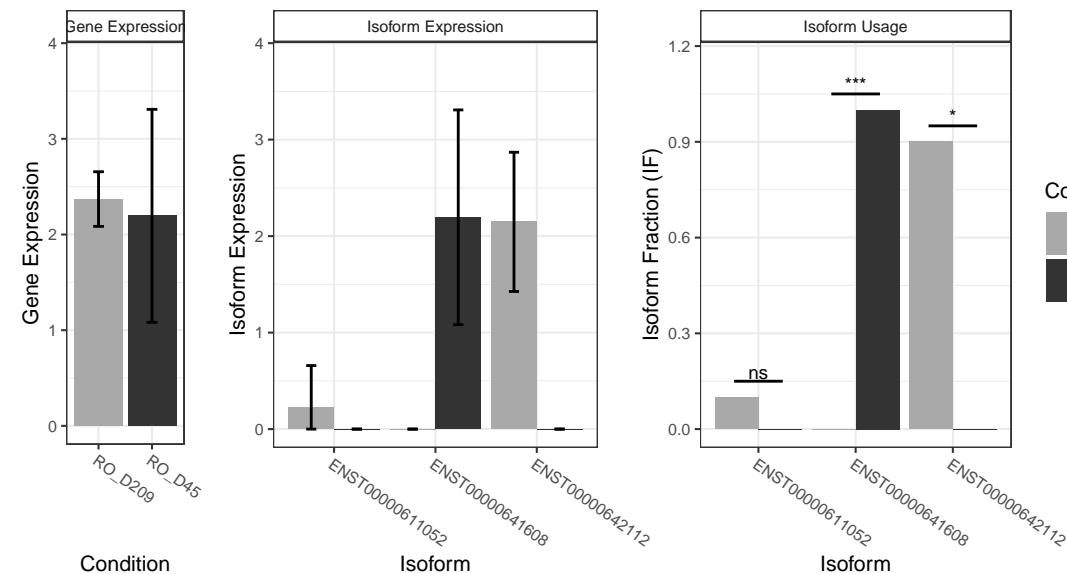 Gene Expression
Isoform Expression
Isoform Usage
Gene Expression
4
3
2
1
0
RO_D209
RO_D45
Condition
Isoform Expression
4
3
2
1
0
ENST00000611052
ENST00000641608
ENST00000642112
Isoform
Isoform Fraction (IF)
1.2
0.9
0.6
0.3
0.0
ns
***
*
ENST00000611052
ENST00000641608
ENST00000642112
Isoform
Co